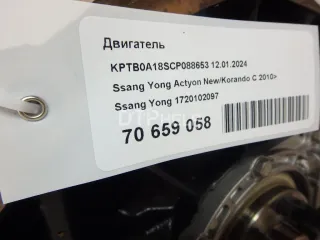 Двигатель
KPTB0A18SCP088653 12.01.2024
Ssang Yong Actyon New/Korando C 2010>
Ssang Yong 1720102097
70 659 058